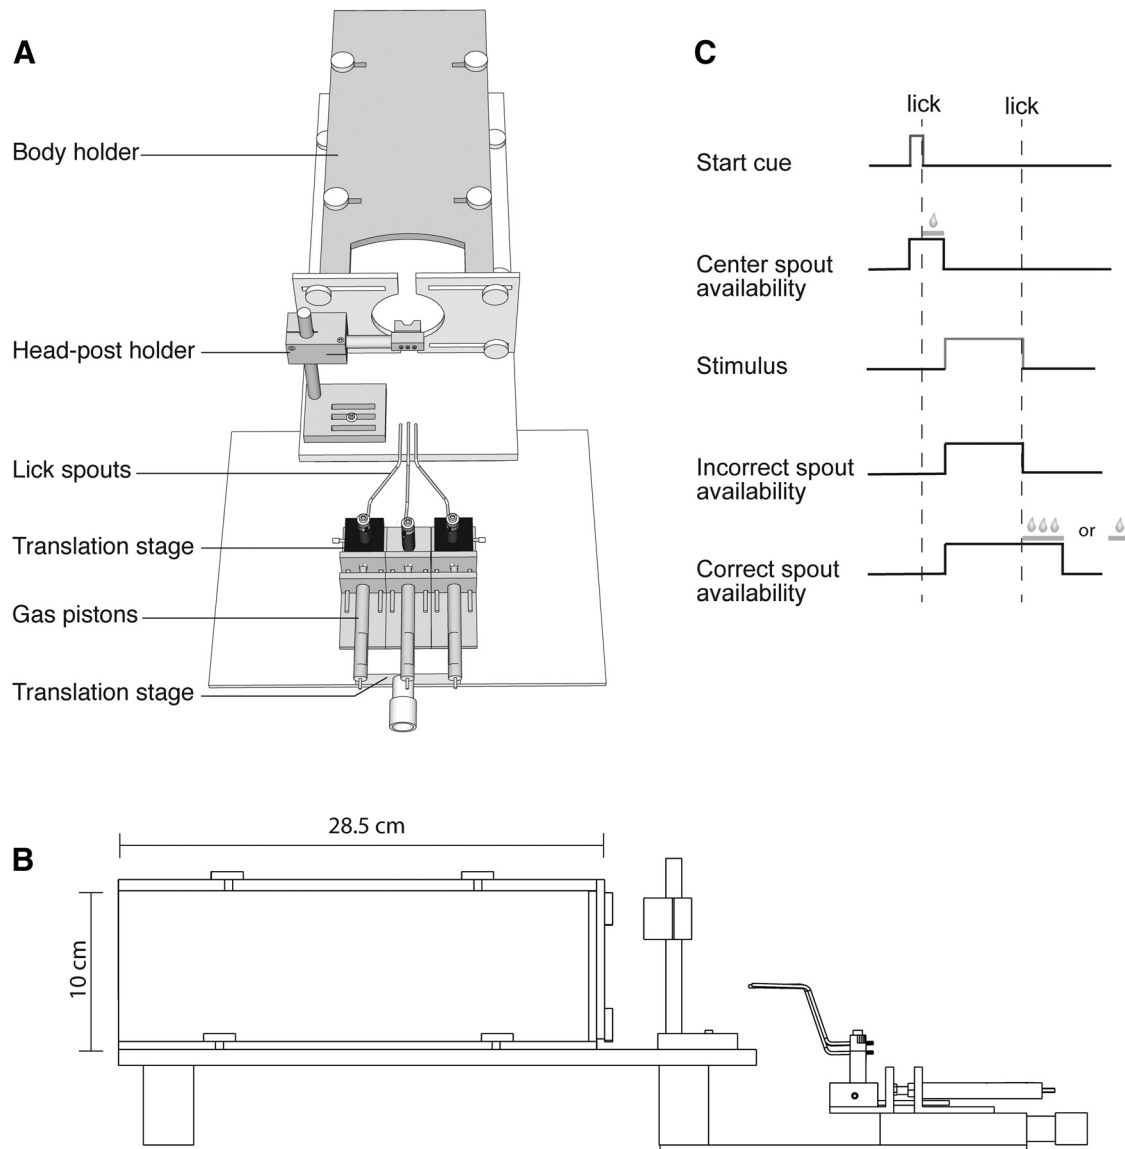 A
Body holder
Head-post holder
Lick spouts
Translation stage
Gas pistons
Translation stage
C
lick
lick
Start cue
Center spout
availability
Stimulus
Incorrect spout
availability
or
Correct spout
availability
B
28.5 cm
10 cm